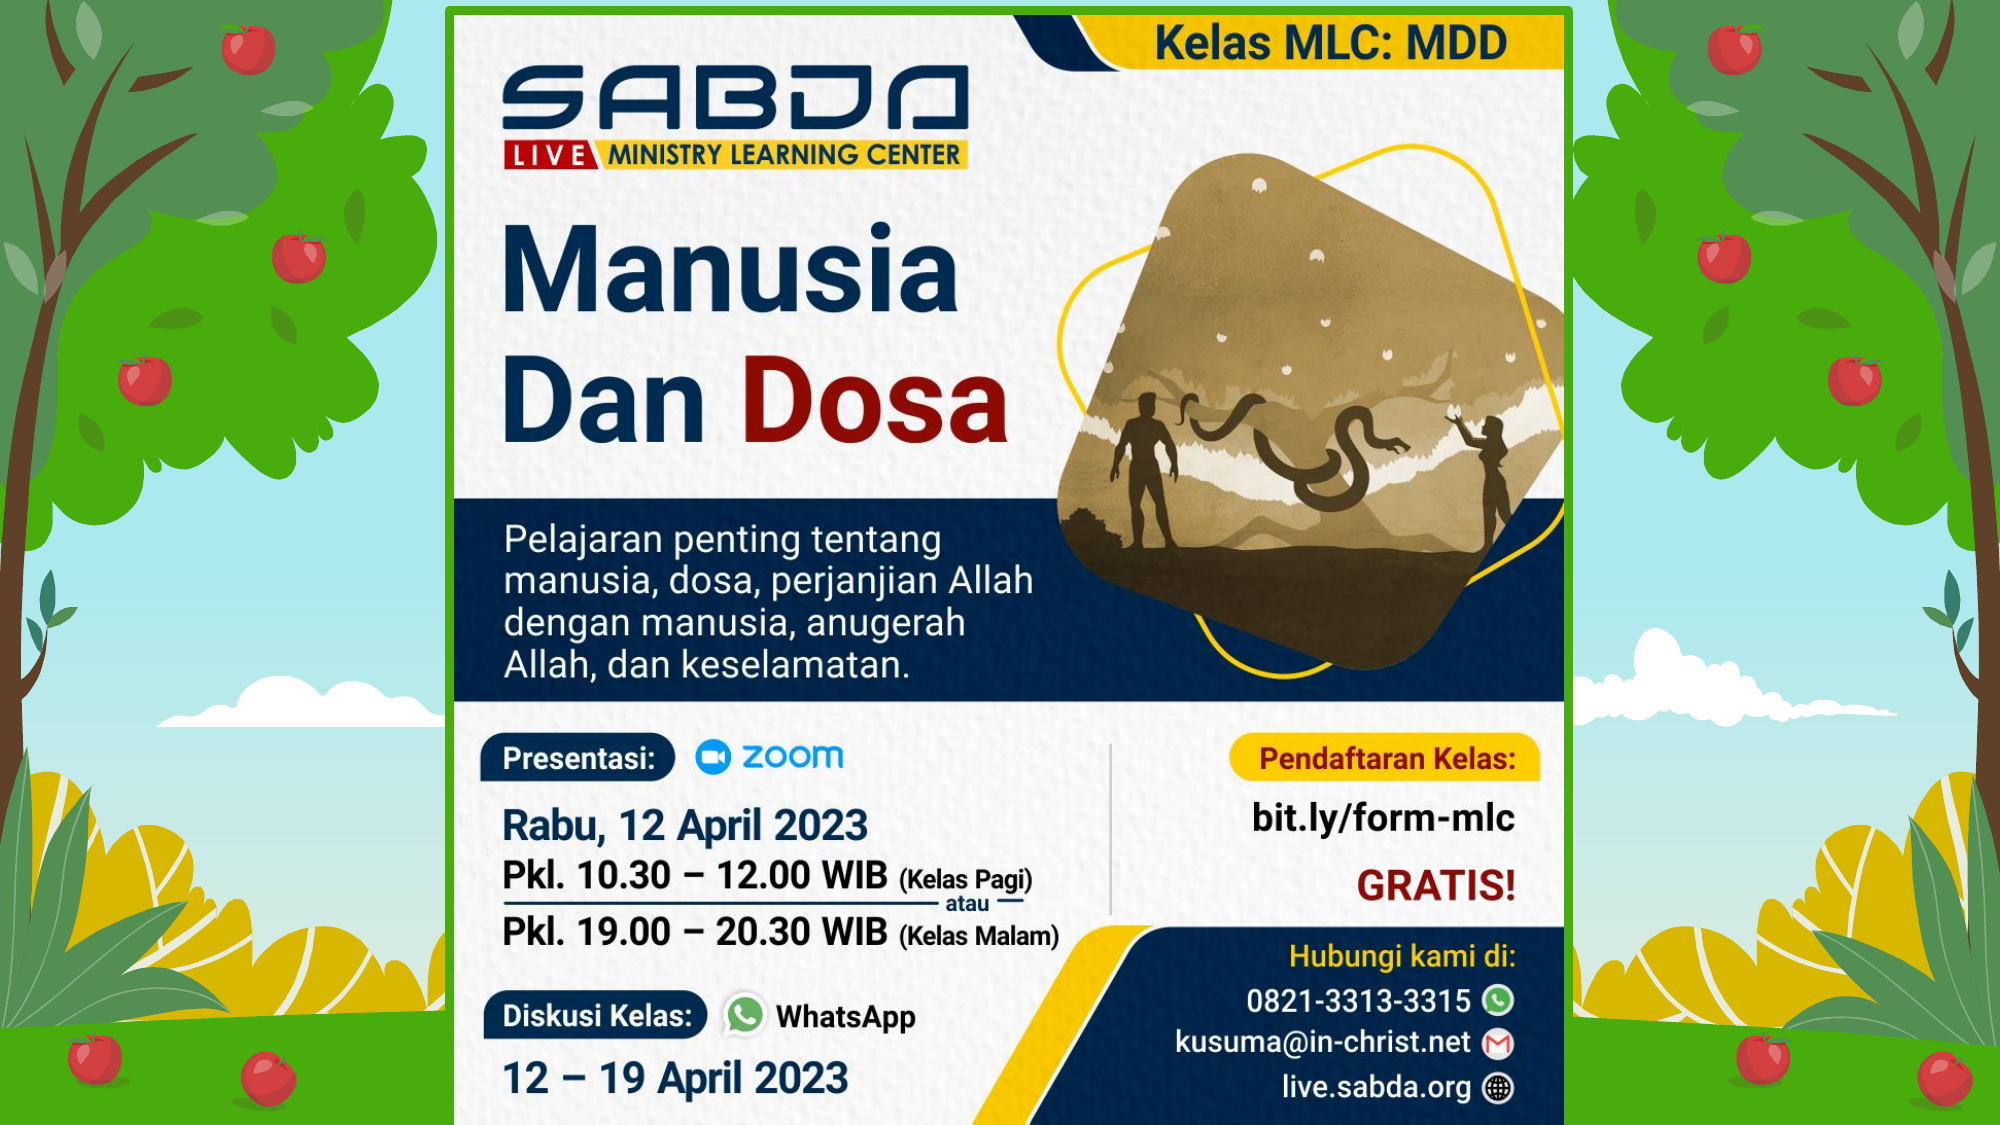 Kelas MLC: MDD
SABDA
LIVE MINISTRY LEARNING CENTER
Manusia
Dan Dosa
Pelajaran penting tentang
manusia, dosa, perjanjian Allah
dengan manusia, anugerah
Allah, dan keselamatan.
Presentasi: zoom
Rabu, 12 April 2023
Pkl. 10.30 – 12.00 WIB (Kelas Pagi)
atau
Pkl. 19.00 – 20.30 WIB (Kelas Malam)
Diskusi Kelas: WhatsApp
12 – 19 April 2023
Pendaftaran Kelas:
bit.ly/form-mlc
GRATIS!
Hubungi kami di:
0821-3313-3315
kusuma@in-christ.net
live.sabda.org